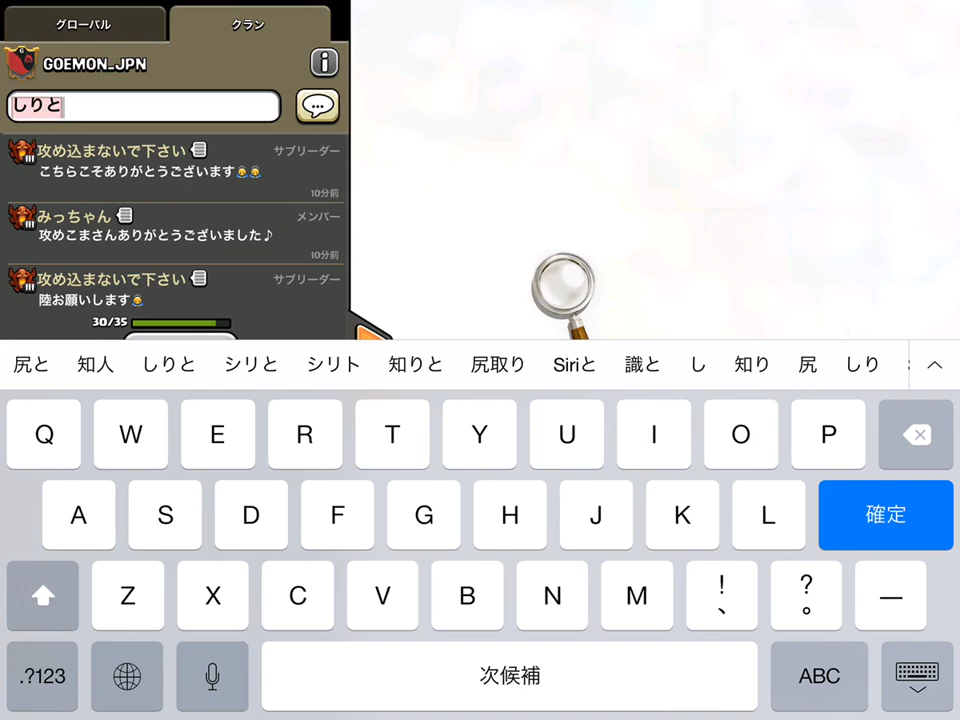 グローバル
クラン
GOEMON_JPN
しりと
攻め込まないで下さい
サブリーダー
こちらこそありがとうございます🙇🙇
10分前
みっちゃん
メンバー
攻めこまさんありがとうございました♪
10分前
攻め込まないで下さい
サブリーダー
陸お願いします🙇
30/35
尻と 知人 しりと シリと シリト 知りと 尻取り Siriと 識と し 知り 尻 しり
Q W E R T Y U I O P
A S D F G H J K L 確定
Z X C V B N M ! 、 ? 。 ー
.?123 次候補 ABC